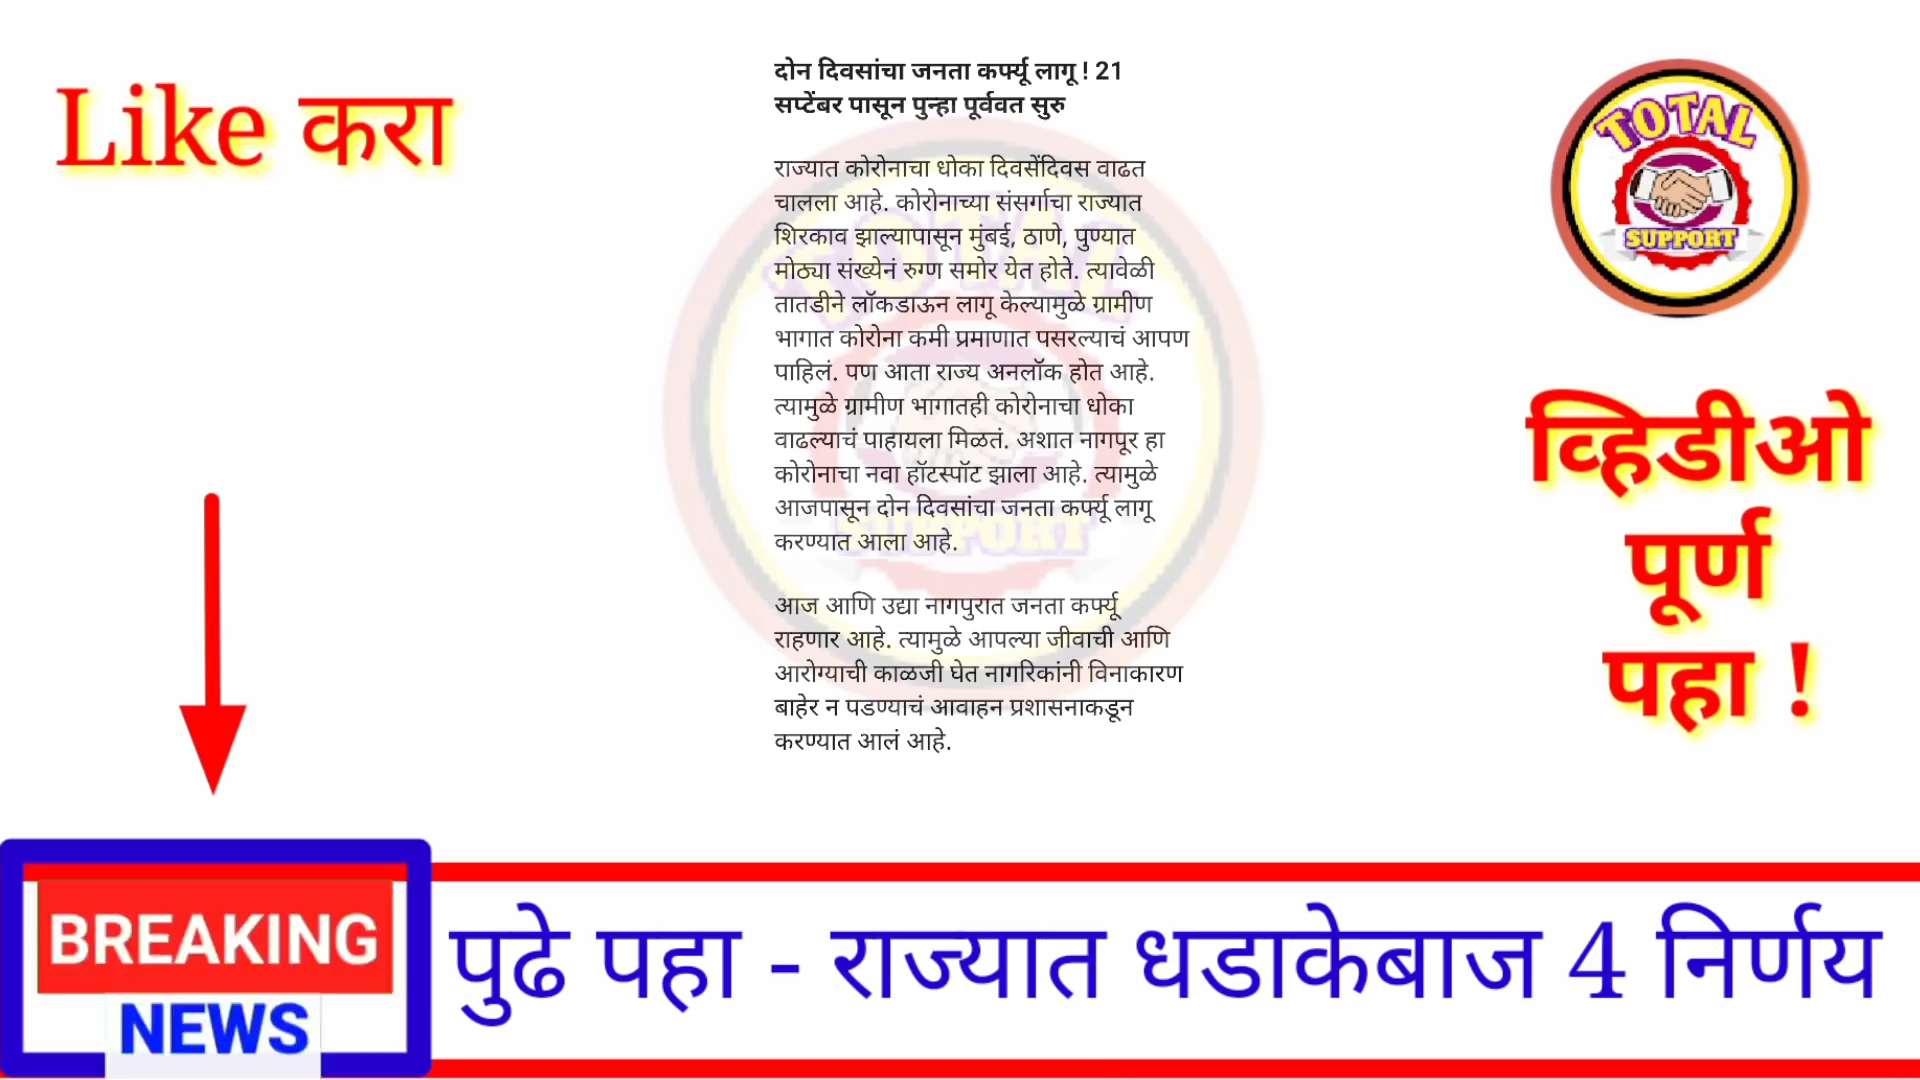 Like करा
दोन दिवसांचा जनता कर्फ्यू लागू ! 21
सप्टेंबर पासून पुन्हा पूर्ववत सुरु
राज्यात कोरोनाचा धोका दिवसेंदिवस वाढत
चालला आहे. कोरोनाच्या संसर्गाचा राज्यात
शिरकाव झाल्यापासून मुंबई, ठाणे, पुण्यात
मोठ्या संख्येनं रुग्ण समोर येत होते. त्यावेळी
तातडीने लॉकडाऊन लागू केल्यामुळे ग्रामीण
भागात कोरोना कमी प्रमाणात पसरल्याचं आपण
पाहिलं. पण आता राज्य अनलॉक होत आहे.
त्यामुळे ग्रामीण भागातही कोरोनाचा धोका
वाढल्याचं पाहायला मिळतं. अशात नागपूर हा
कोरोनाचा नवा हॉटस्पॉट झाला आहे. त्यामुळे
आजपासून दोन दिवसांचा जनता कर्फ्यू लागू
करण्यात आला आहे.
आज आणि उद्या नागपुरात जनता कर्फ्यू
राहणार आहे. त्यामुळे आपल्या जीवाची आणि
आरोग्याची काळजी घेत नागरिकांनी विनाकारण
बाहेर न पडण्याचं आवाहन प्रशासनाकडून
करण्यात आलं आहे.
TOTAL
SUPPORT
TOTAL
SUPPORT
व्हिडीओ
पूर्ण
पहा !
BREAKING
NEWS
पुढे पहा - राज्यात धडाकेबाज 4 निर्णय